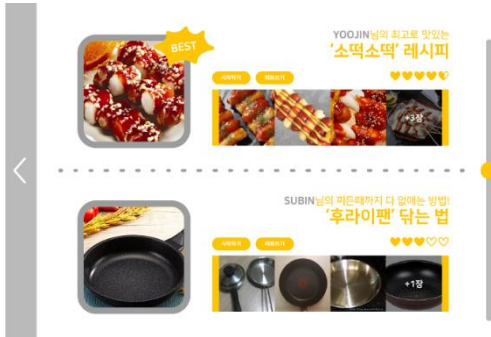 BEST
YOOJIN님의 최고로 맛있는
'소떡소떡' 레시피
+3장
SUBIN님의 찌든때까지 다 없애는 방법!
'후라이팬' 닦는 법
+1장